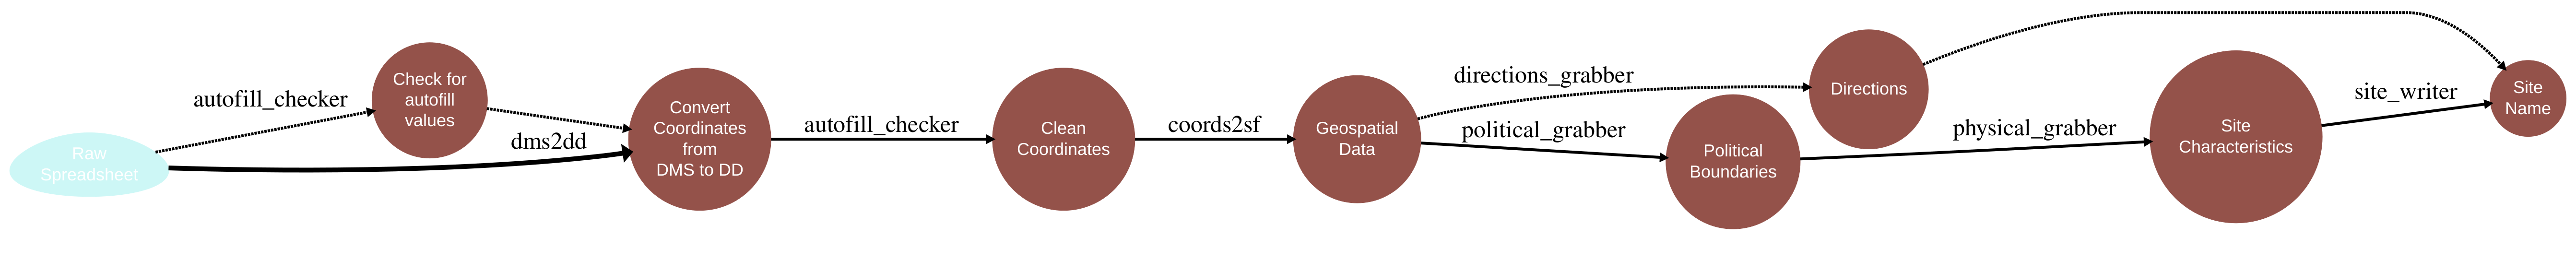 Raw
Spreadsheet
autofill_checker
Check for
autofill
values
dms2dd
Convert
Coordinates
from
DMS to DD
autofill_checker
Clean
Coordinates
coords2sf
Geospatial
Data
directions_grabber
political_grabber
Directions
Political
Boundaries
physical_grabber
Site
Characteristics
site_writer
Site
Name